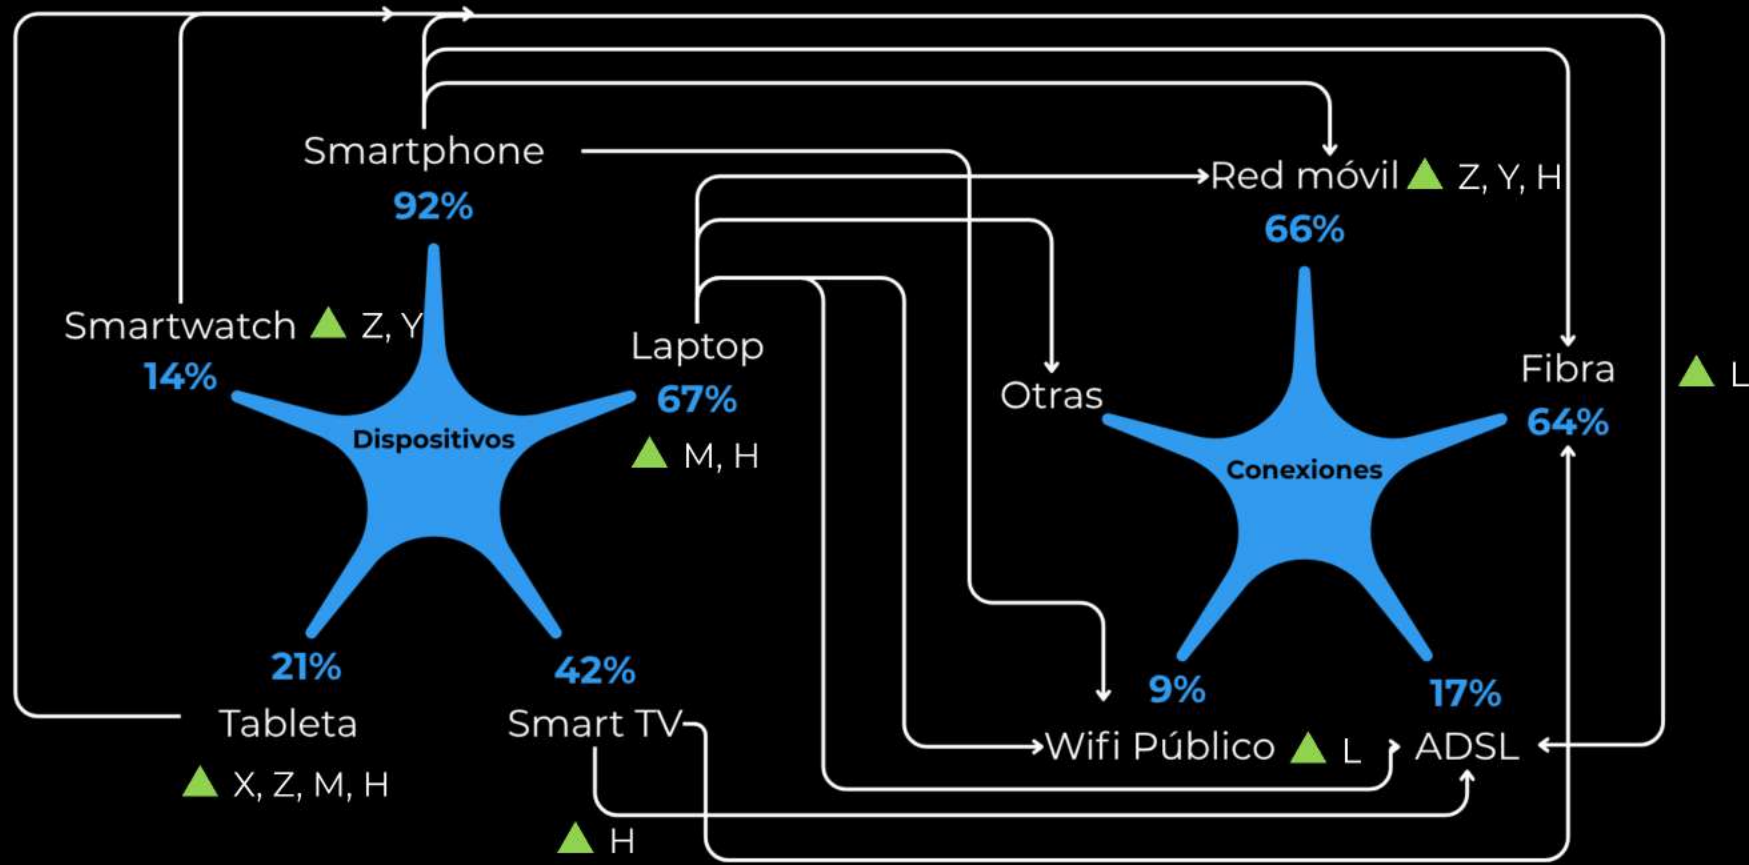 Smartphone
92%
Smartwatch ▲ Z, Y
14%
Laptop
67%
▲ M, H
Dispositivos
21%
Tableta
▲ X, Z, M, H
42%
Smart TV
▲ H
Red móvil ▲ Z, Y, H
66%
Otras
Fibra ▲ L
64%
Conexiones
9%
Wifi Público ▲ L
17%
ADSL